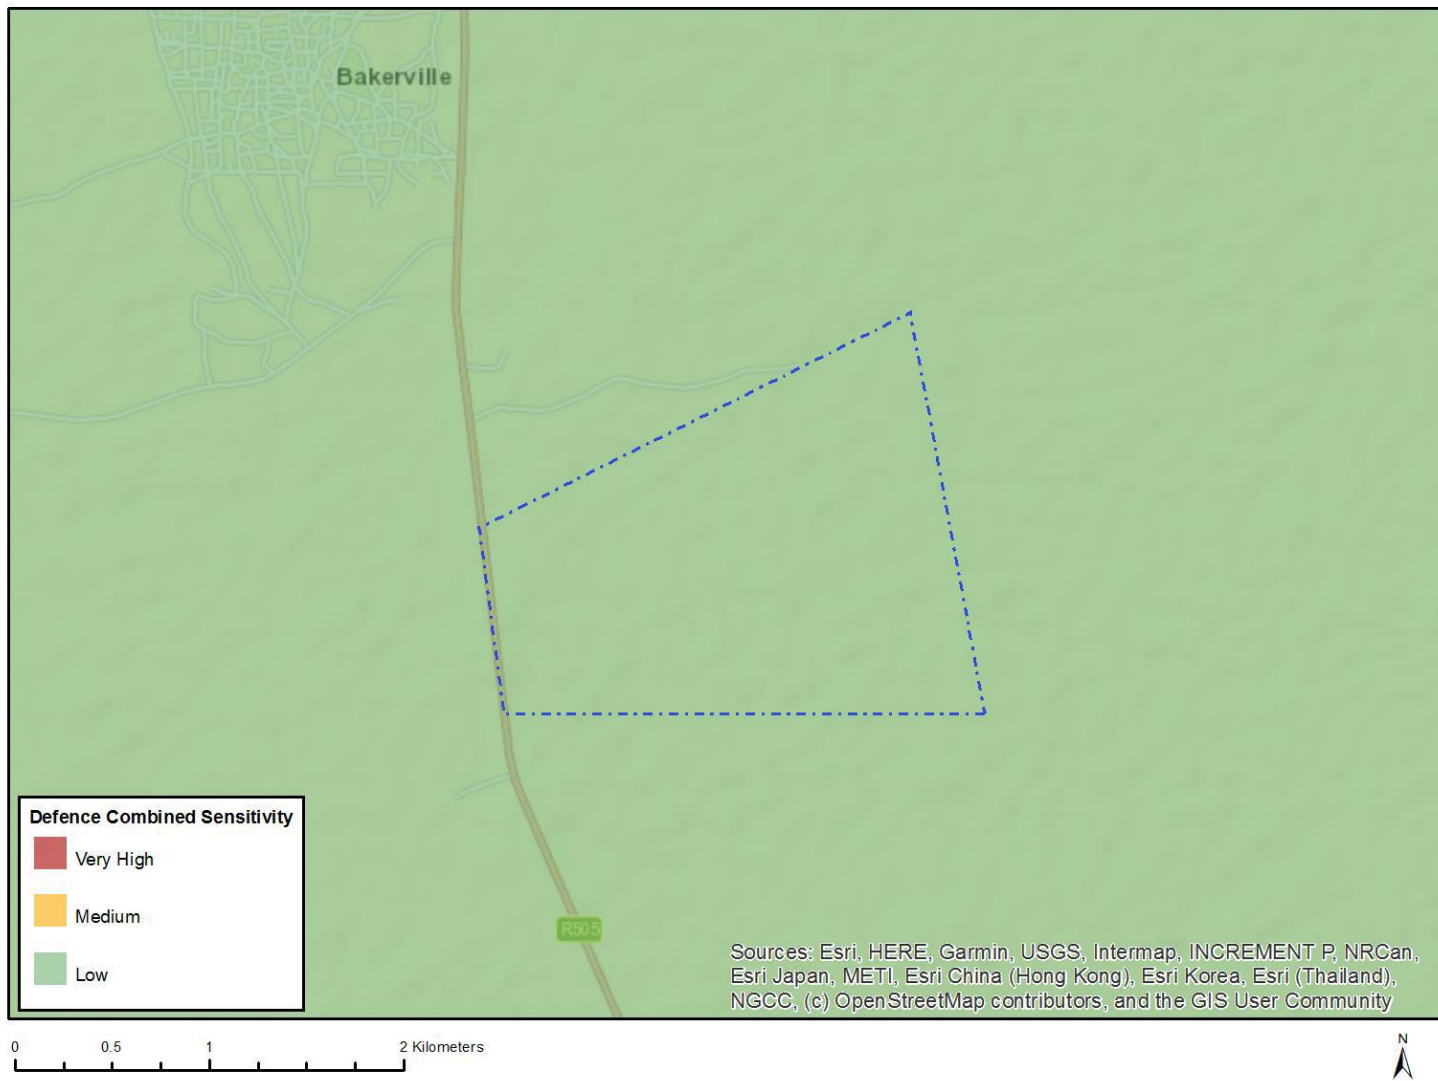 Bakerville
Defence Combined Sensitivity
Very High
Medium
Low
R505
Sources: Esri, HERE, Garmin, USGS, Intermap, INCREMENT P, NRCan,
Esri Japan, METI, Esri China (Hong Kong), Esri Korea, Esri (Thailand),
NGCC, (c) OpenStreetMap contributors, and the GIS User Community
0 0.5 1 2 Kilometers
N